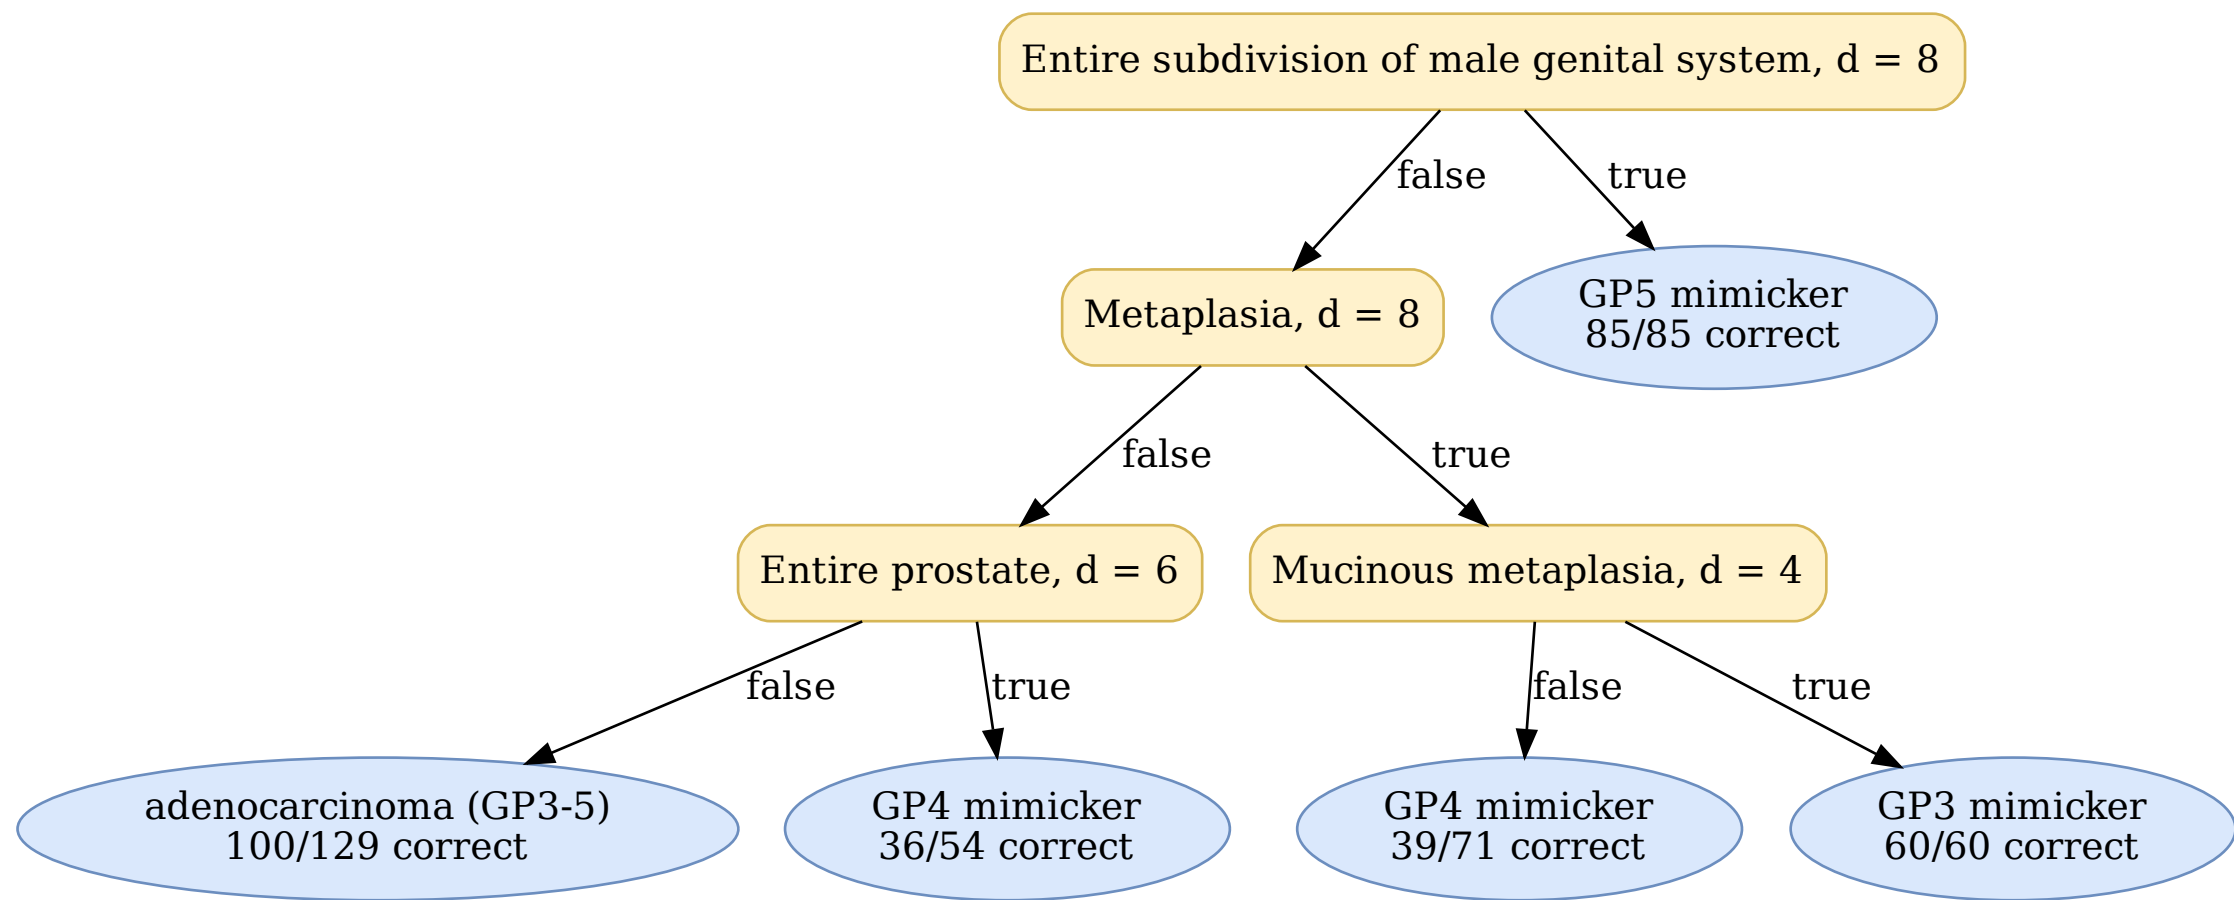 Entire subdivision of male genital system, d = 8
false
true
Metaplasia, d = 8
GP5 mimicker
85/85 correct
false
true
Entire prostate, d = 6
Mucinous metaplasia, d = 4
false
true
false
true
adenocarcinoma (GP3-5)
100/129 correct
GP4 mimicker
36/54 correct
GP4 mimicker
39/71 correct
GP3 mimicker
60/60 correct